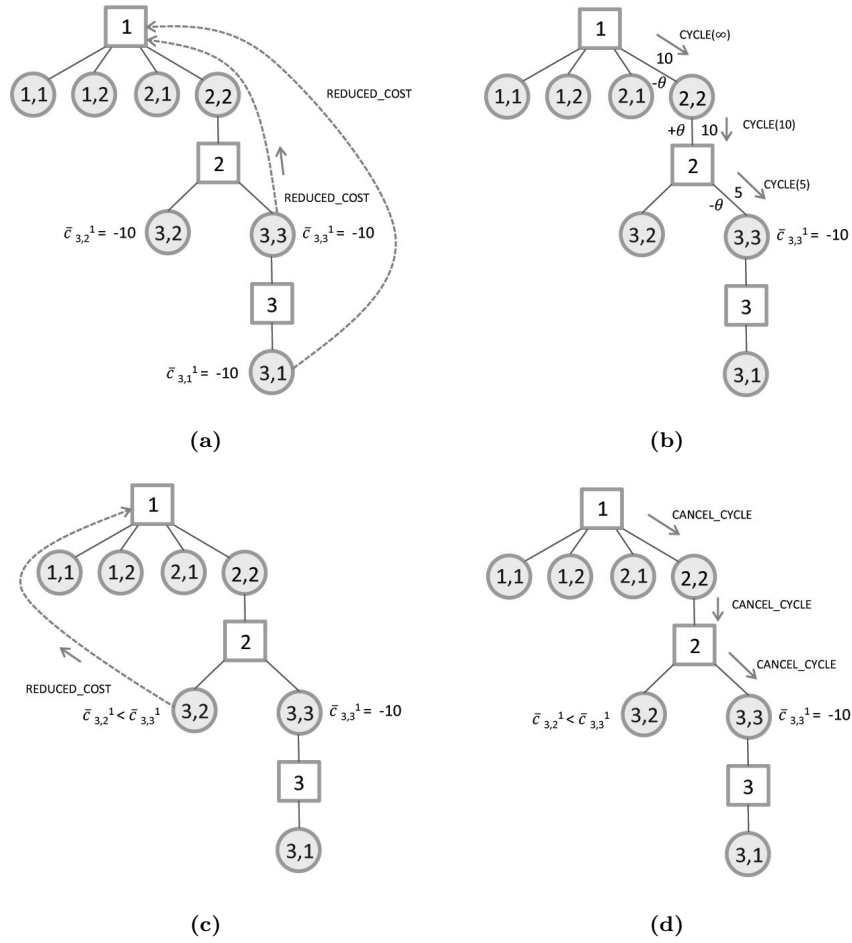 1
1,1 1,2 2,1 2,2
REDUCED_COST
2
REDUCED_COST
c̄ 3,2 ¹ = -10 3,2 3,3 c̄ 3,3 ¹ = -10
3
c̄ 3,1 ¹ = -10 3,1
(a)
1
CYCLE(∞)
10
1,1 1,2 2,1 -θ 2,2
+θ 10 CYCLE(10)
2
5 CYCLE(5)
-θ
3,2 3,3 c̄ 3,3 ¹ = -10
3
3,1
(b)
1
1,1 1,2 2,1 2,2
2
REDUCED_COST
c̄ 3,2 ¹ < c̄ 3,3 ¹ 3,2 3,3 c̄ 3,3 ¹ = -10
3
3,1
(c)
1
CANCEL_CYCLE
1,1 1,2 2,1 2,2
CANCEL_CYCLE
2
CANCEL_CYCLE
c̄ 3,2 ¹ < c̄ 3,3 ¹ 3,2 3,3 c̄ 3,3 ¹ = -10
3
3,1
(d)